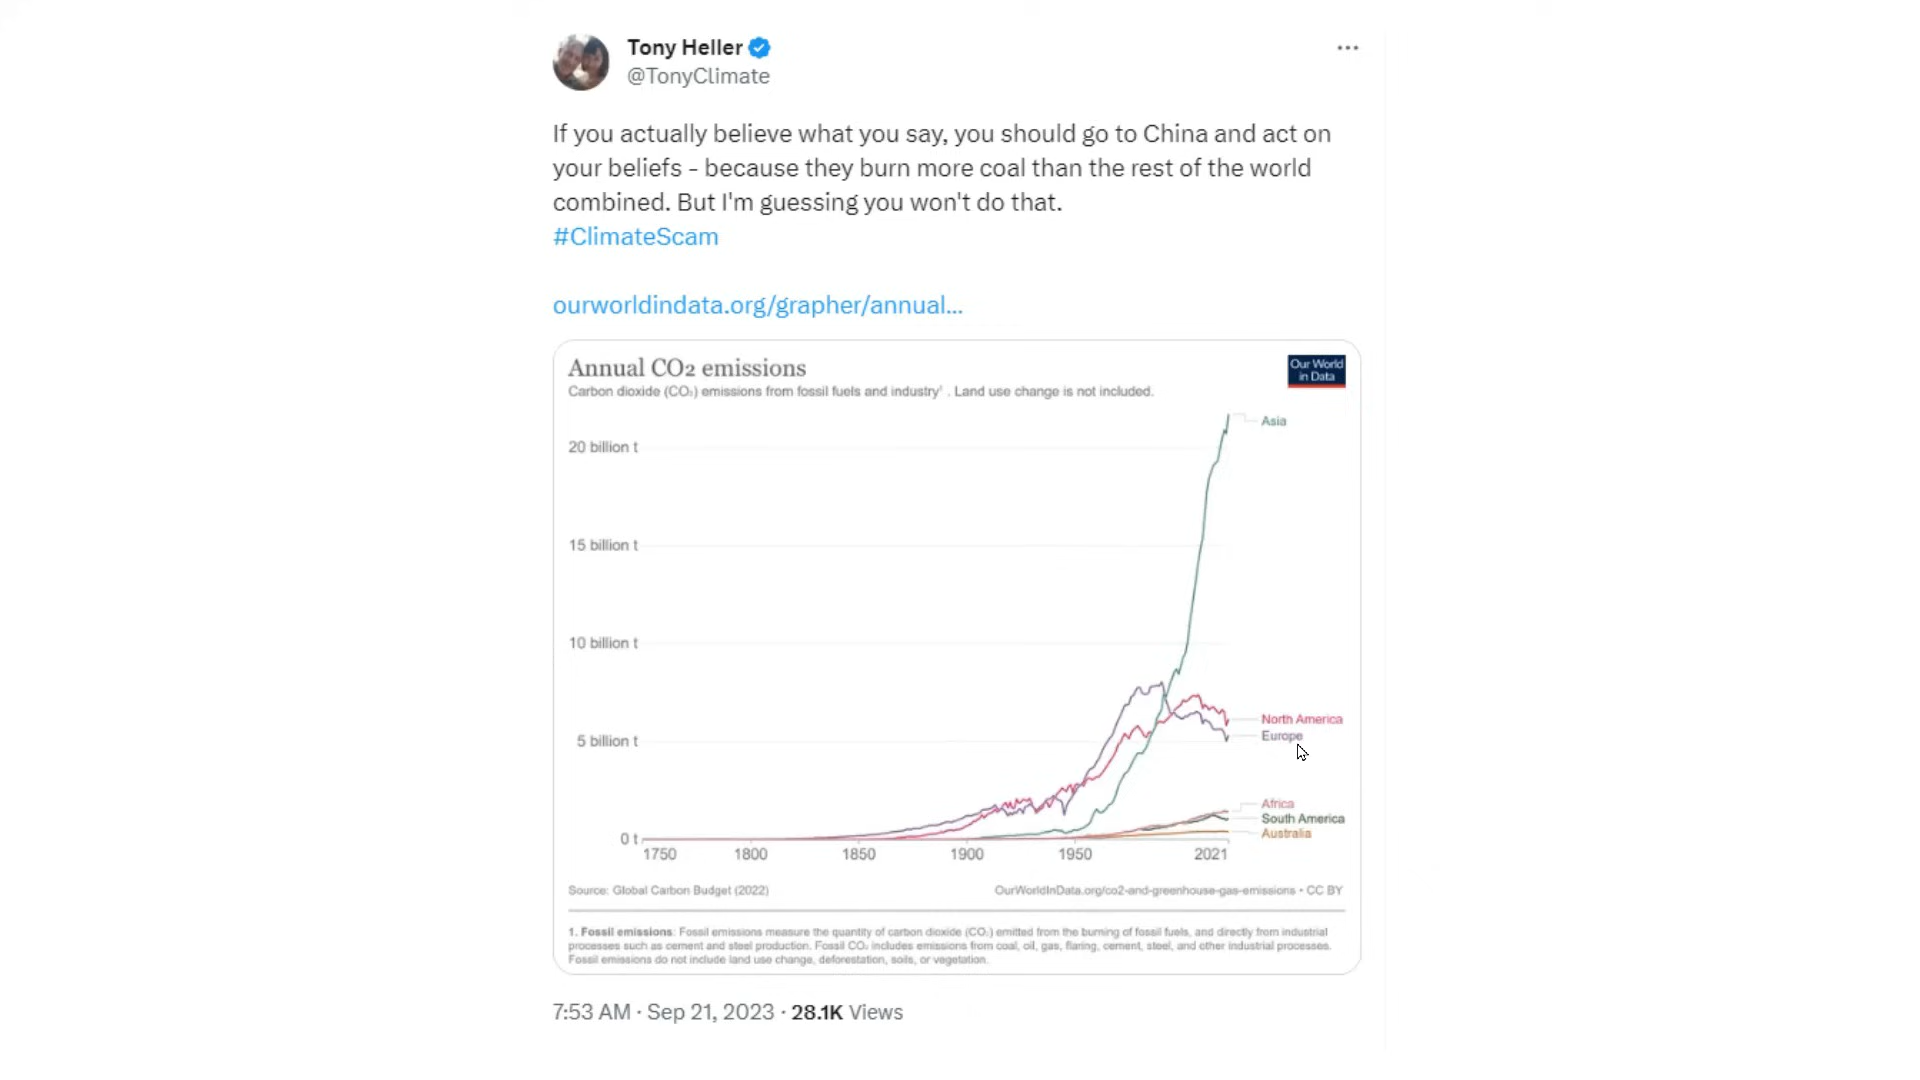 Tony Heller
@TonyClimate
If you actually believe what you say, you should go to China and act on
your beliefs - because they burn more coal than the rest of the world
combined. But I'm guessing you won't do that.
#ClimateScam
ourworldindata.org/grapher/annual...
Annual CO2 emissions
Our World
in Data
Carbon dioxide (CO₂) emissions from fossil fuels and industry¹ . Land use change is not included.
Asia
20 billion t
15 billion t
10 billion t
North America
Europe
5 billion t
Africa
South America
Australia
0 t
1750 1800 1850 1900 1950 2021
Source: Global Carbon Budget (2022) OurWorldInData.org/co2-and-greenhouse-gas-emissions • CC BY
1. Fossil emissions: Fossil emissions measure the quantity of carbon dioxide (CO₂) emitted from the burning of fossil fuels, and directly from industrial
processes such as cement and steel production. Fossil CO₂ includes emissions from coal, oil, gas, flaring, cement, steel, and other industrial processes.
Fossil emissions do not include land use change, deforestation, soils, or vegetation.
7:53 AM · Sep 21, 2023 · 28.1K Views